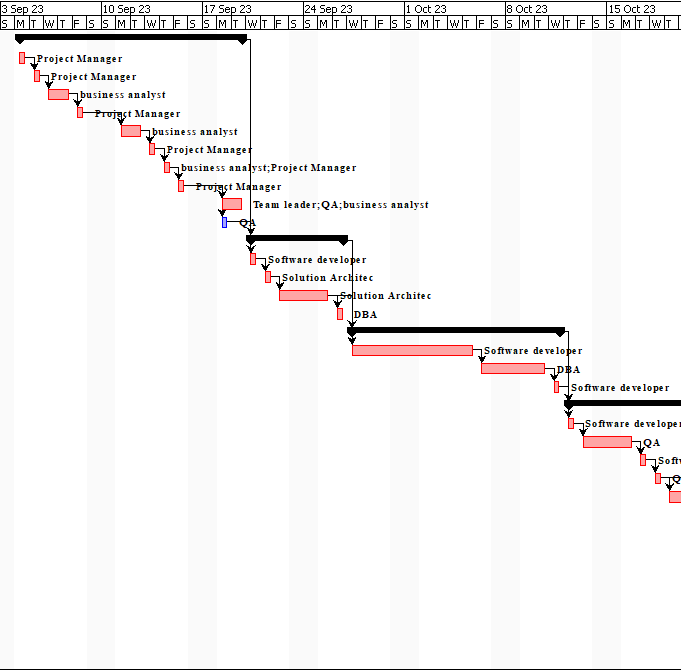 3 Sep 23 10 Sep 23 17 Sep 23 24 Sep 23 1 Oct 23 8 Oct 23 15 Oct 23
S M T W T F S S M T W T F S S M T W T F S S M T W T F S S M T W T F S S M T W T F S S M T W T
Project Manager
Project Manager
business analyst
Project Manager
business analyst
Project Manager
business analyst;Project Manager
Project Manager
Team leader;QA;business analyst
QA
Software developer
Solution Architec
Solution Architec
DBA
Software developer
DBA
Software developer
Software developer
QA
Softw
Q